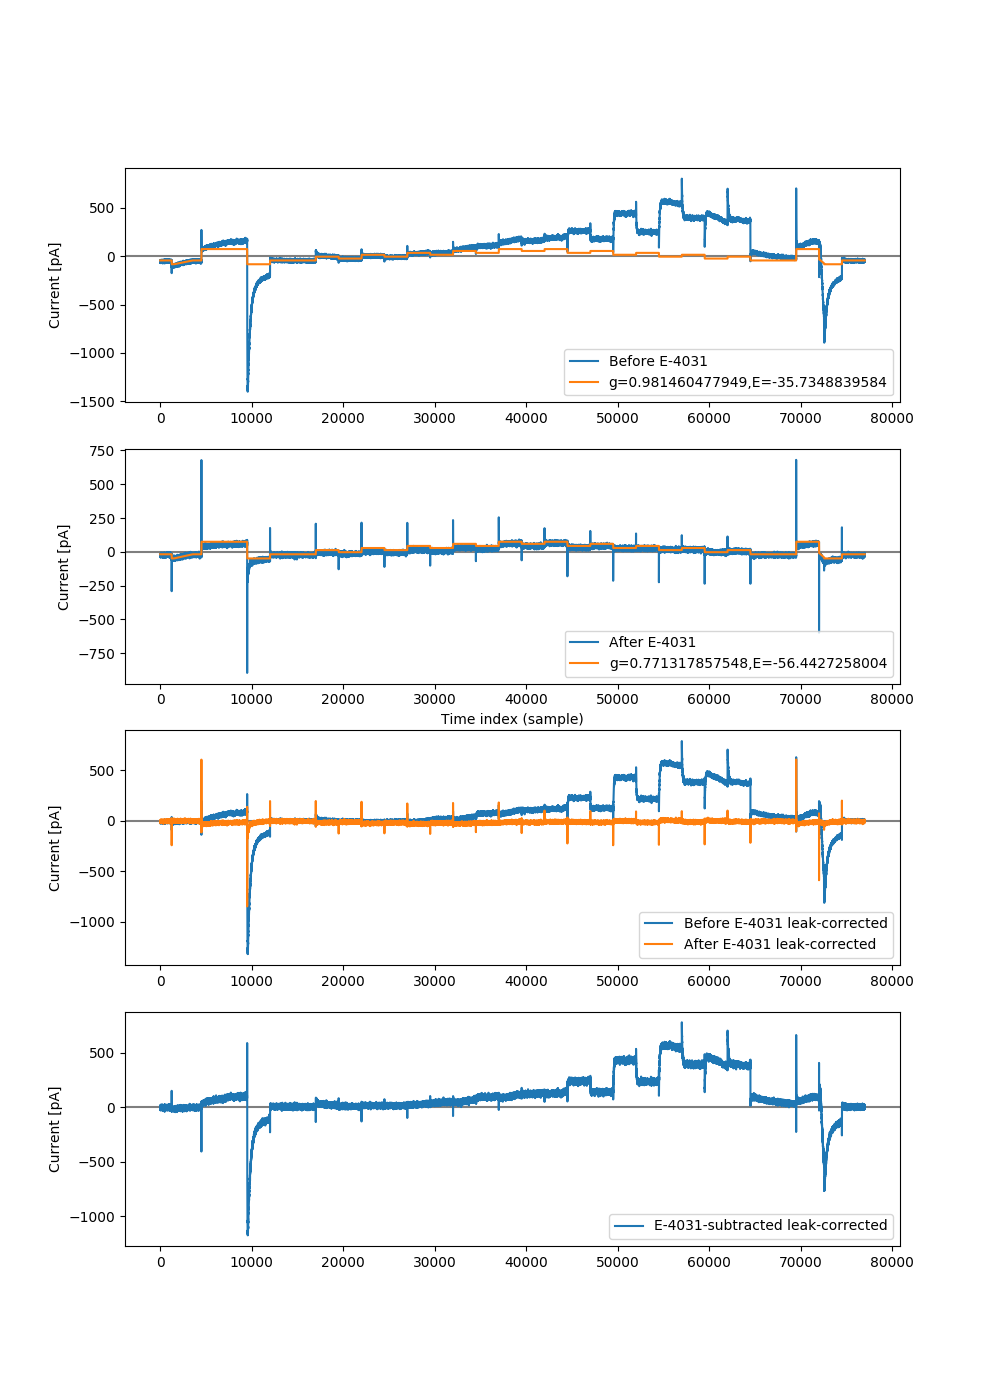 500
0
−500
−1000
−1500
Current [pA]
Before E-4031
g=0.981460477949,E=-35.7348839584
0 10000 20000 30000 40000 50000 60000 70000 80000
750
500
250
0
−250
−500
−750
Current [pA]
After E-4031
g=0.771317857548,E=-56.4427258004
0 10000 20000 30000 40000 50000 60000 70000 80000
Time index (sample)
500
0
−500
−1000
Current [pA]
Before E-4031 leak-corrected
After E-4031 leak-corrected
0 10000 20000 30000 40000 50000 60000 70000 80000
500
0
−500
−1000
Current [pA]
E-4031-subtracted leak-corrected
0 10000 20000 30000 40000 50000 60000 70000 80000